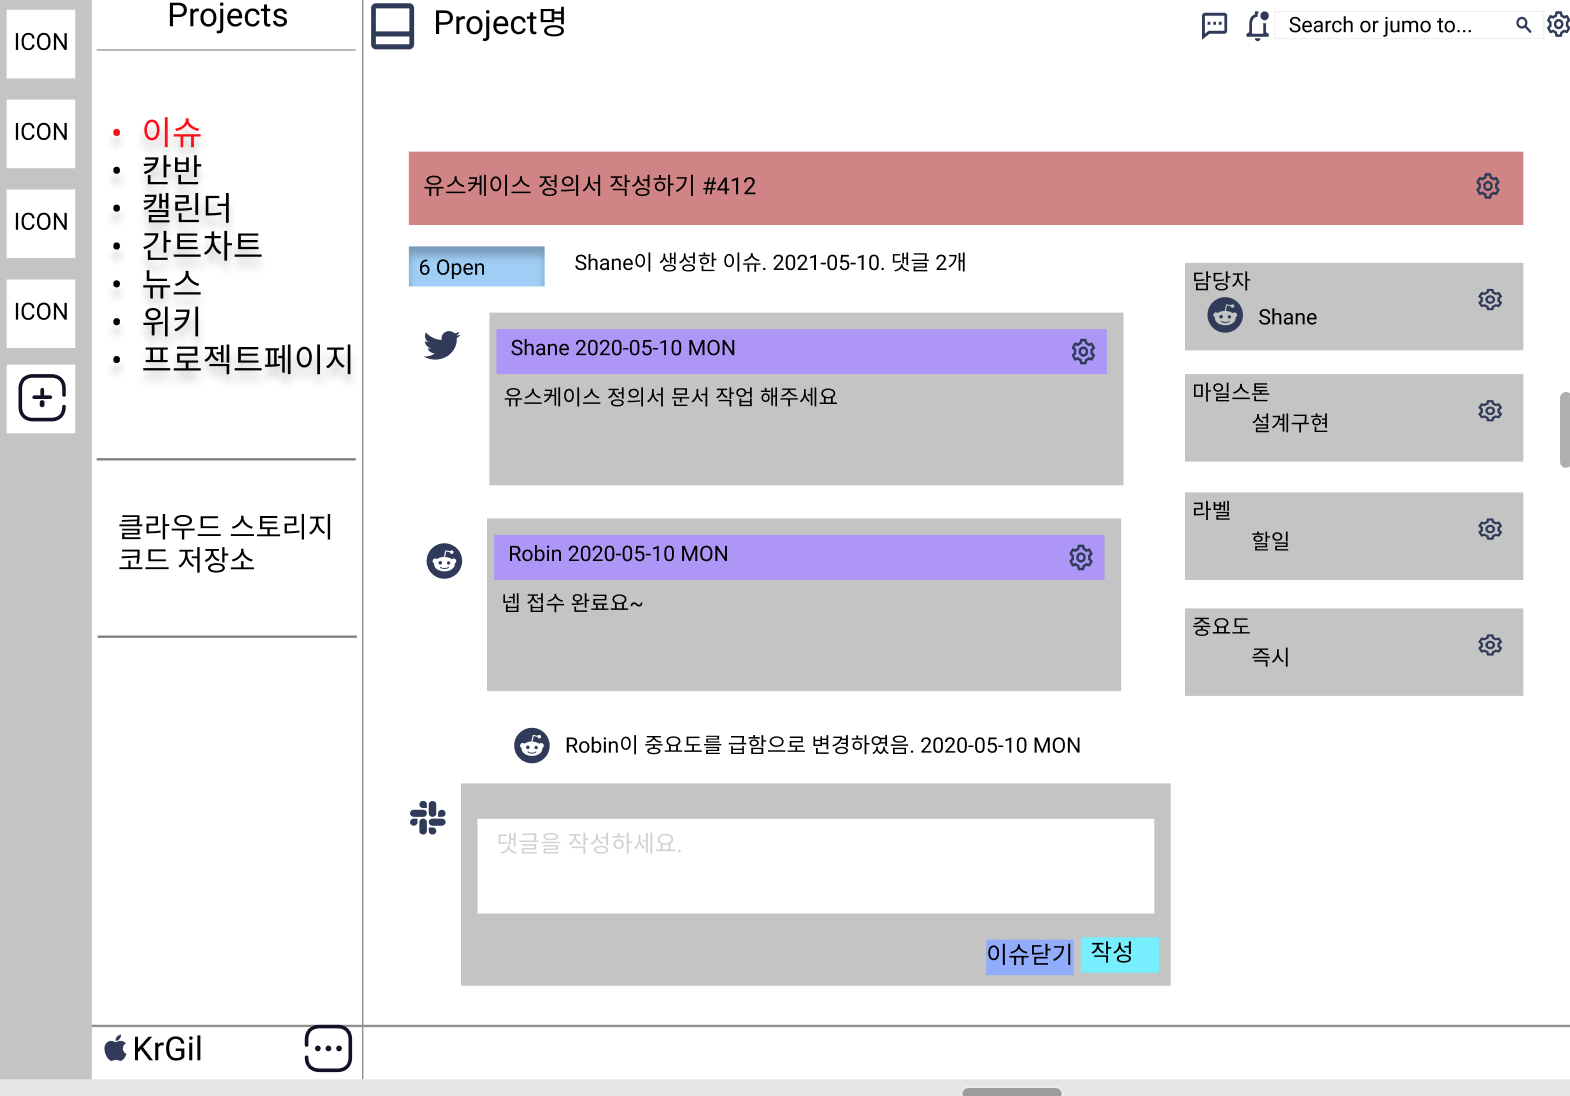 ICON
ICON
ICON
ICON
Projects
• 이슈
• 칸반
• 캘린더
• 간트차트
• 뉴스
• 위키
• 프로젝트페이지
클라우드 스토리지
코드 저장소
KrGil
Project명
Search or jumo to...
유스케이스 정의서 작성하기 #412
6 Open
Shane이 생성한 이슈. 2021-05-10. 댓글 2개
Shane 2020-05-10 MON
유스케이스 정의서 문서 작업 해주세요
Robin 2020-05-10 MON
넵 접수 완료요~
Robin이 중요도를 급함으로 변경하였음. 2020-05-10 MON
댓글을 작성하세요.
이슈닫기
작성
담당자
Shane
마일스톤
설계구현
라벨
할일
중요도
즉시